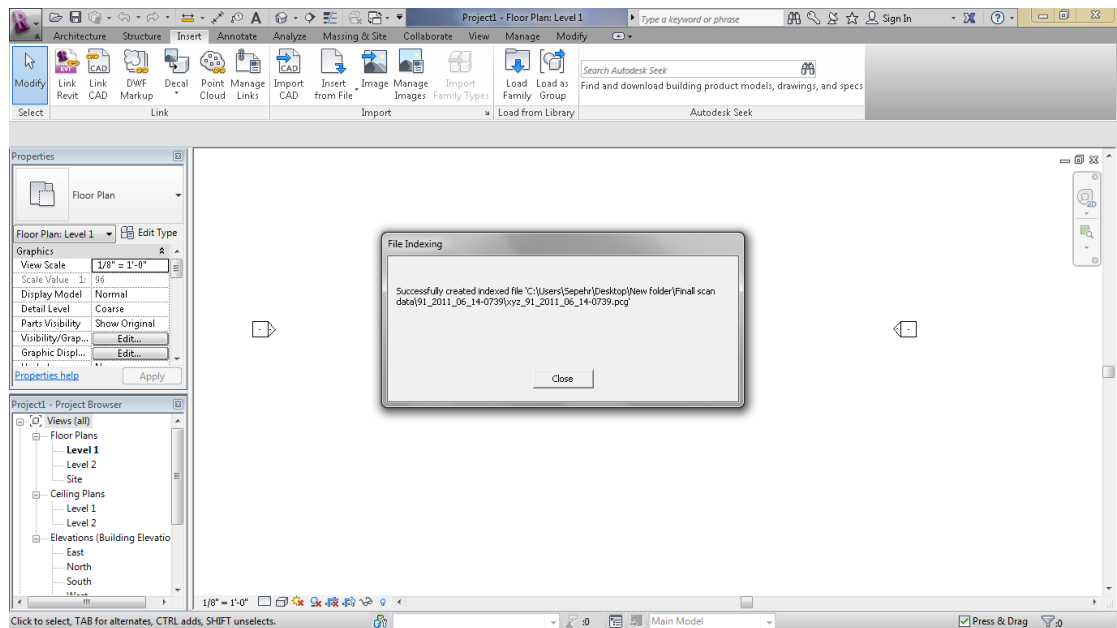 Project1 - Floor Plan: Level 1
Type a keyword or phrase
Sign In
Architecture Structure Insert Annotate Analyze Massing & Site Collaborate View Manage Modify
Modify
Link Revit
Link CAD
DWF Markup
Decal
Point Cloud
Manage Links
Import CAD
Insert from File
Image
Manage Images
Import Family Types
Load Family
Load as Group
Search Autodesk Seek
Find and download building product models, drawings, and specs
Select Link Import Load from Library Autodesk Seek
Properties
Floor Plan
Floor Plan: Level 1 Edit Type
Graphics
View Scale 1/8" = 1'-0"
Scale Value 1: 96
Display Model Normal
Detail Level Coarse
Parts Visibility Show Original
Visibility/Grap... Edit...
Graphic Displ... Edit...
Properties help Apply
Project1 - Project Browser
Views (all)
Floor Plans
Level 1
Level 2
Site
Ceiling Plans
Level 1
Level 2
Elevations (Building Elevatio
East
North
South
File Indexing
Successfully created indexed file 'C:\Users\Sepehr\Desktop\New folder\Finall scan
data\91_2011_06_14-0739\xyz_91_2011_06_14-0739.pcg'
Close
2D
1/8" = 1'-0"
Click to select, TAB for alternates, CTRL adds, SHIFT unselects.
:0
Main Model
Press & Drag
:0